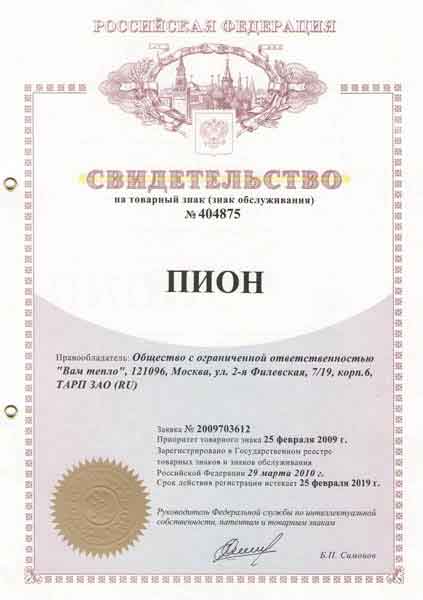 РОССИЙСКАЯ ФЕДЕРАЦИЯ
СВИДЕТЕЛЬСТВО
на товарный знак (знак обслуживания)
№ 404875
ПИОН
Правообладатель: Общество с ограниченной ответственностью
"Вам тепло", 121096, Москва, ул. 2-я Филевская, 7/19, корп.6,
ТАРП ЗАО (RU)
Заявка № 2009703612
Приоритет товарного знака 25 февраля 2009 г.
Зарегистрировано в Государственном реестре
товарных знаков и знаков обслуживания
Российской Федерации 29 марта 2010 г.
Срок действия регистрации истекает 25 февраля 2019 г.
Руководитель Федеральной службы по интеллектуальной
собственности, патентам и товарным знакам
Б.П. Симонов